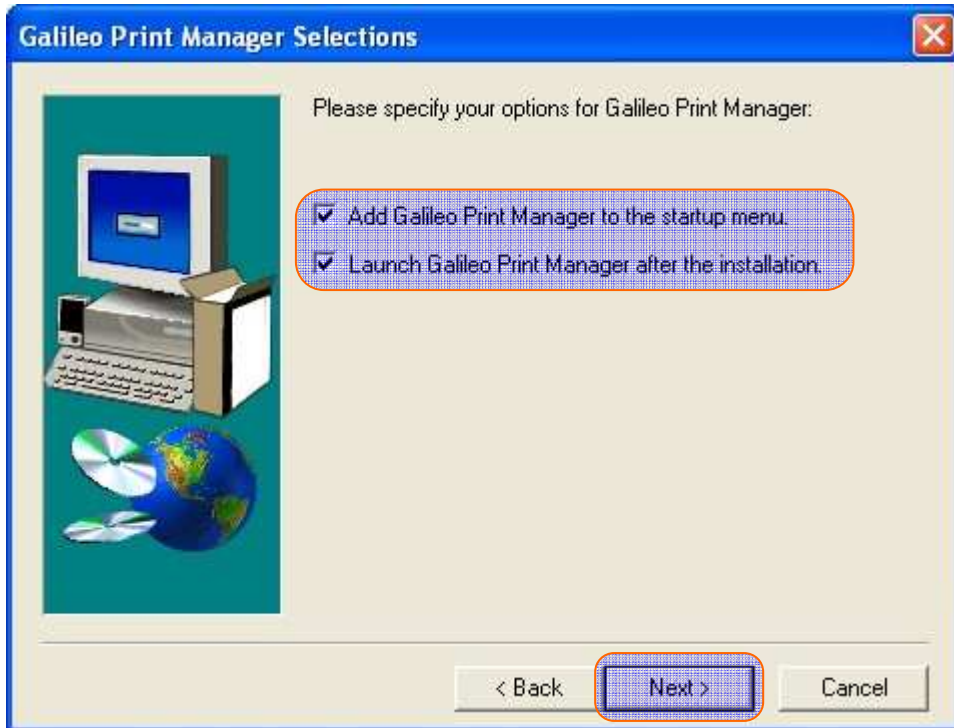 Galileo Print Manager Selections
Please specify your options for Galileo Print Manager:
Add Galileo Print Manager to the startup menu.
Launch Galileo Print Manager after the installation.
< Back
Next >
Cancel